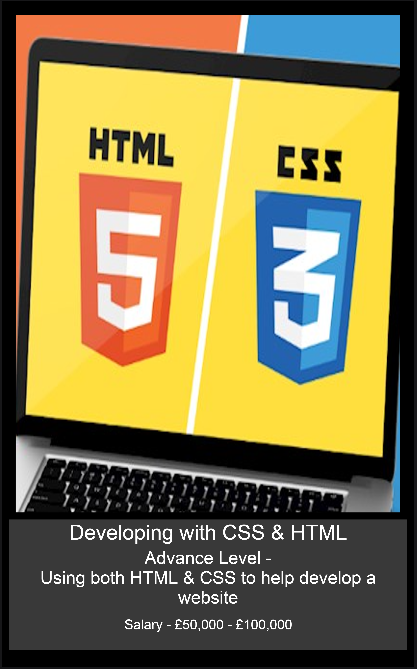 HTML
CSS
5
3
Developing with CSS & HTML
Advance Level -
Using both HTML & CSS to help develop a
website
Salary - £50,000 - £100,000